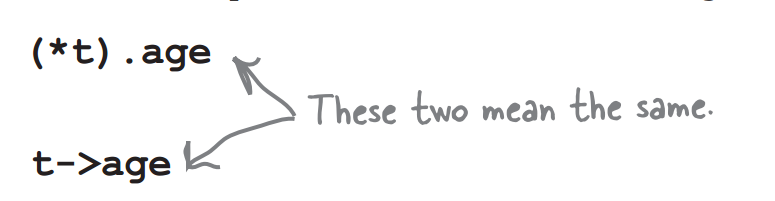 (*t).age
These two mean the same.
t->age